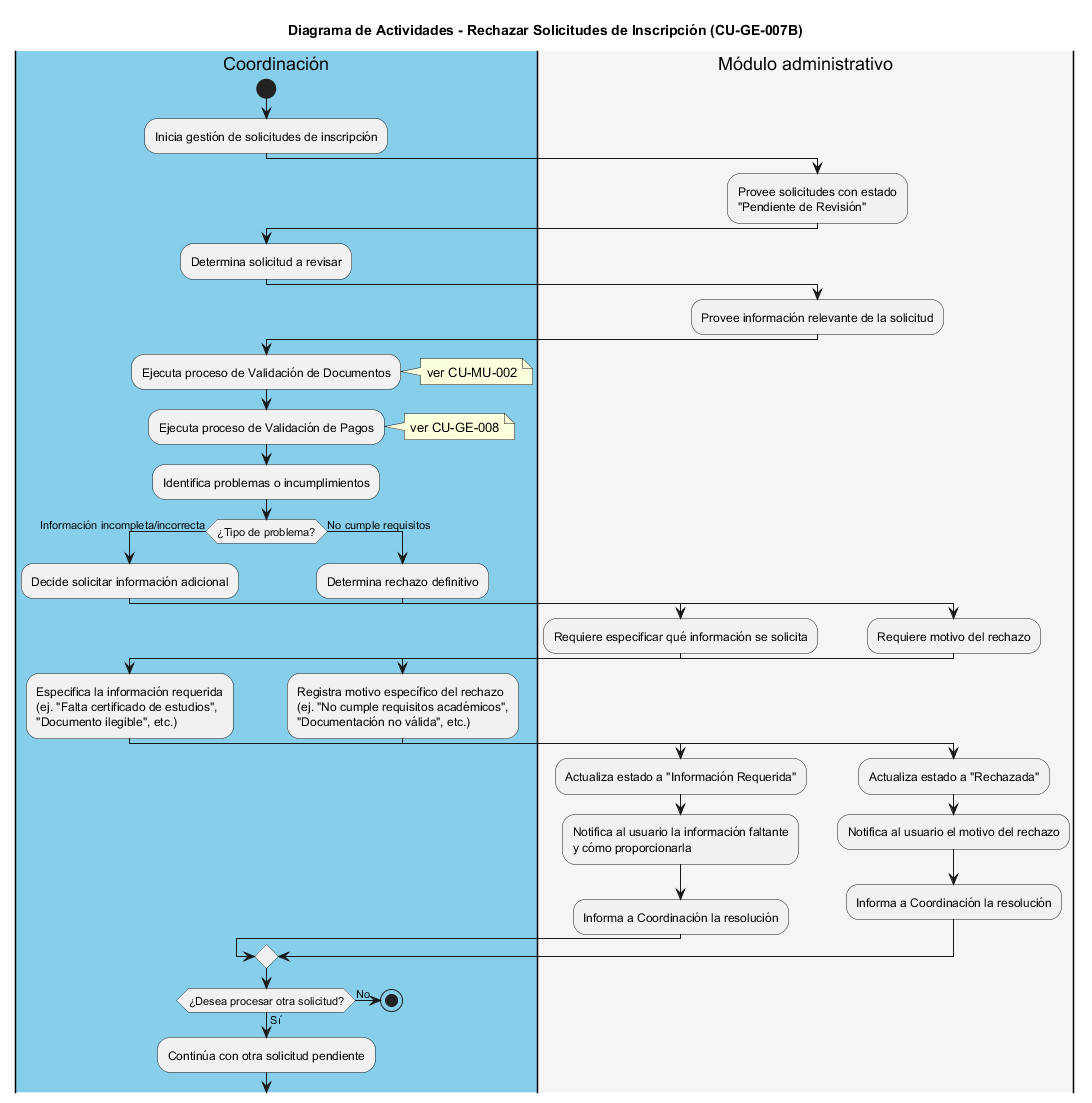 Diagrama de Actividades - Rechazar Solicitudes de Inscripción (CU-GE-007B)
Coordinación
Módulo administrativo
Inicia gestión de solicitudes de inscripción
Provee solicitudes con estado
"Pendiente de Revisión"
Determina solicitud a revisar
Provee información relevante de la solicitud
Ejecuta proceso de Validación de Documentos
ver CU-MU-002
Ejecuta proceso de Validación de Pagos
ver CU-GE-008
Identifica problemas o incumplimientos
Información incompleta/incorrecta
¿Tipo de problema?
No cumple requisitos
Decide solicitar información adicional
Determina rechazo definitivo
Requiere especificar qué información se solicita
Requiere motivo del rechazo
Especifica la información requerida
(ej. "Falta certificado de estudios",
"Documento ilegible", etc.)
Registra motivo específico del rechazo
(ej. "No cumple requisitos académicos",
"Documentación no válida", etc.)
Actualiza estado a "Información Requerida"
Actualiza estado a "Rechazada"
Notifica al usuario la información faltante
y cómo proporcionarla
Notifica al usuario el motivo del rechazo
Informa a Coordinación la resolución
Informa a Coordinación la resolución
¿Desea procesar otra solicitud?
No
Sí
Continúa con otra solicitud pendiente